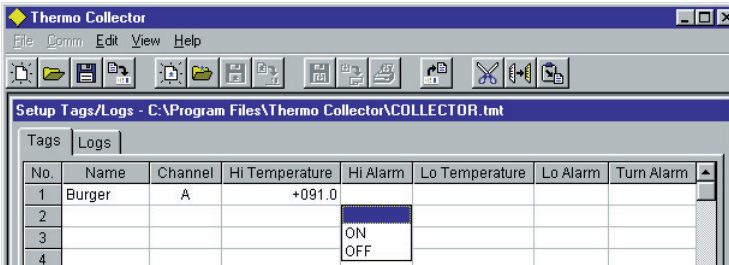 Thermo Collector
File Comm Edit View Help
Setup Tags/Logs - C:\Program Files\Thermo Collector\COLLECTOR.tmt
Tags Logs
No. Name Channel Hi Temperature Hi Alarm Lo Temperature Lo Alarm Turn Alarm
1 Burger A +091.0
2
3 ON
OFF
4